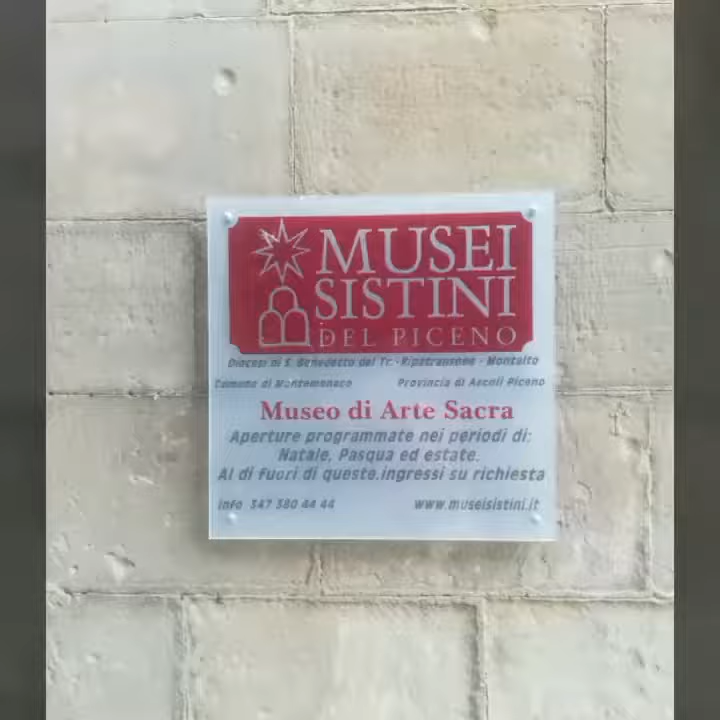 MUSEI
SISTINI
DEL PICENO
Diocesi di S. Benedetto del Tr. - Ripatransone - Montalto
Comune di Montemonaco Provincia di Ascoli Piceno
Museo di Arte Sacra
Aperture programmate nei periodi di:
Natale, Pasqua ed estate.
Al di fuori di queste,ingressi su richiesta
Info 347 380 44 44 www.museisistini.it